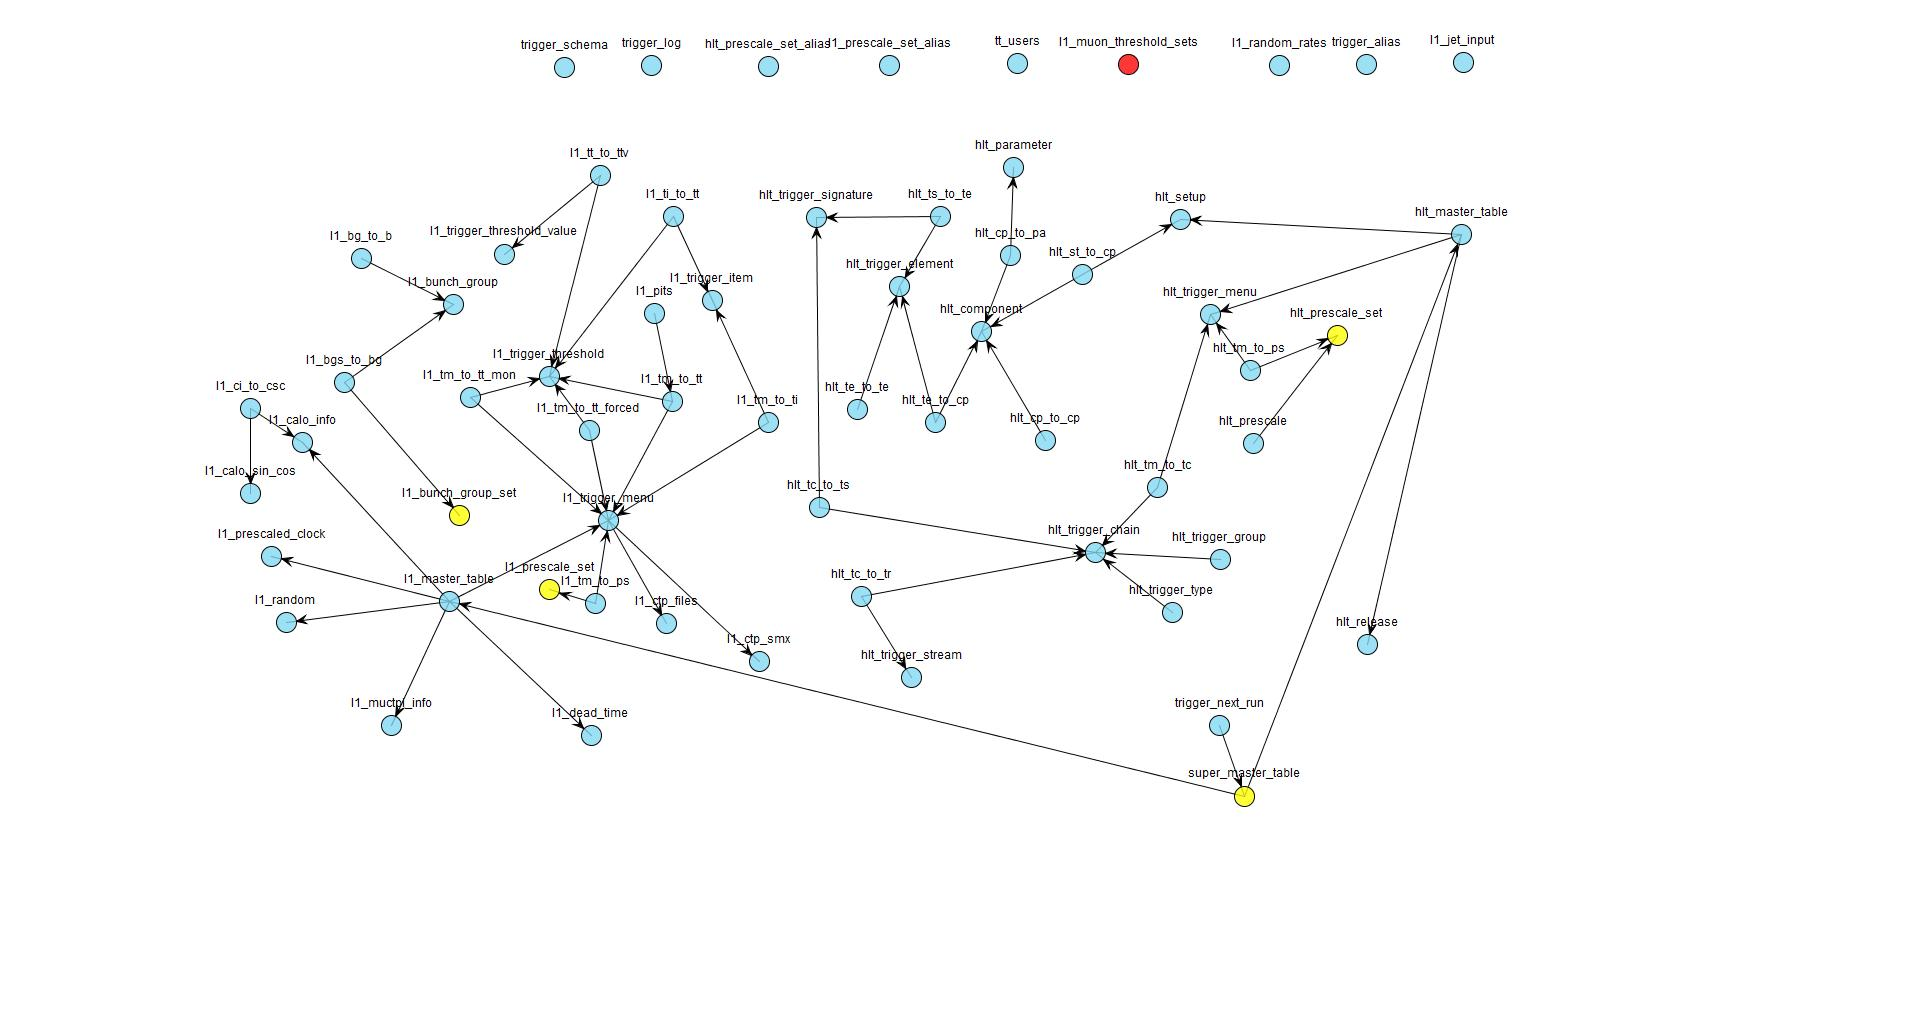 trigger_schema
trigger_log
hlt_prescale_set_alias
l1_prescale_set_alias
tt_users
l1_muon_threshold_sets
l1_random_rates
trigger_alias
l1_jet_input
hlt_parameter
l1_tt_to_ttv
l1_ti_to_tt
hlt_trigger_signature
hlt_ts_to_te
hlt_setup
hlt_master_table
l1_bg_to_b
l1_trigger_threshold_value
hlt_cp_to_pa
hlt_st_to_cp
hlt_trigger_element
l1_bunch_group
l1_trigger_item
l1_pits
hlt_trigger_menu
hlt_component
hlt_prescale_set
l1_bgs_to_bg
l1_trigger_threshold
hlt_tm_to_ps
l1_ci_to_csc
l1_tm_to_tt_mon
l1_tm_to_tt
hlt_te_to_te
l1_tm_to_tt_forced
l1_tm_to_ti
hlt_te_to_cp
l1_calo_info
hlt_cp_to_cp
hlt_prescale
l1_calo_sin_cos
hlt_tm_to_tc
l1_bunch_group_set
l1_trigger_menu
hlt_tc_to_ts
l1_prescaled_clock
hlt_trigger_chain
hlt_trigger_group
l1_prescale_set
l1_master_table
l1_tm_to_ps
hlt_tc_to_tr
hlt_trigger_type
l1_random
l1_ctp_files
hlt_release
l1_ctp_smx
hlt_trigger_stream
l1_muctpi_info
l1_dead_time
trigger_next_run
super_master_table